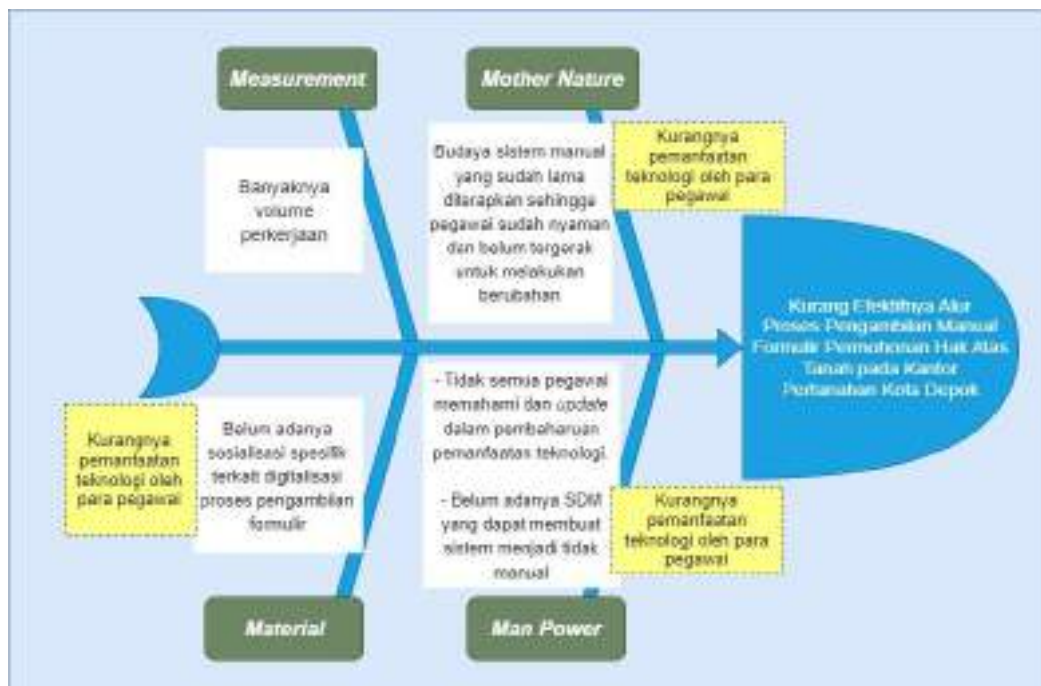 Measurement
Mother Nature
Banyaknya
volume
perkerjaan
Budaya sistem manual
yang sudah lama
diterapkan sehingga
pegawai sudah nyaman
dan belum tergerak
untuk melakukan
berubahan
Kurangnya
pemanfaatan
teknologi oleh para
pegawai
Kurang Efektifnya Alur
Proses Pengambilan Manual
Formulir Permohonan Hak Atas
Tanah pada Kantor
Pertanahan Kota Depok
Kurangnya
pemanfaatan
teknologi oleh para
pegawai
Belum adanya
sosialisasi spesifik
terkait digitalisasi
proses pengambilan
formulir
- Tidak semua pegawai
memahami dan update
dalam pembaharuan
pemanfaatan teknologi.
- Belum adanya SDM
yang dapat membuat
sistem menjadi tidak
manual
Kurangnya
pemanfaatan
teknologi oleh para
pegawai
Material
Man Power